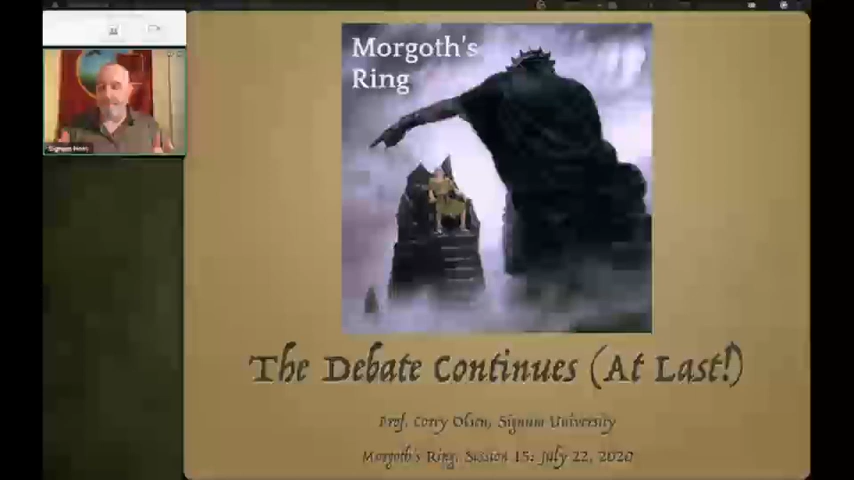 Morgoth's
Ring
Signum
The Debate Continues (At Last!)
Prof. Corey Olsen, Signum University
Morgoth's Ring, Session 15: July 22, 2020